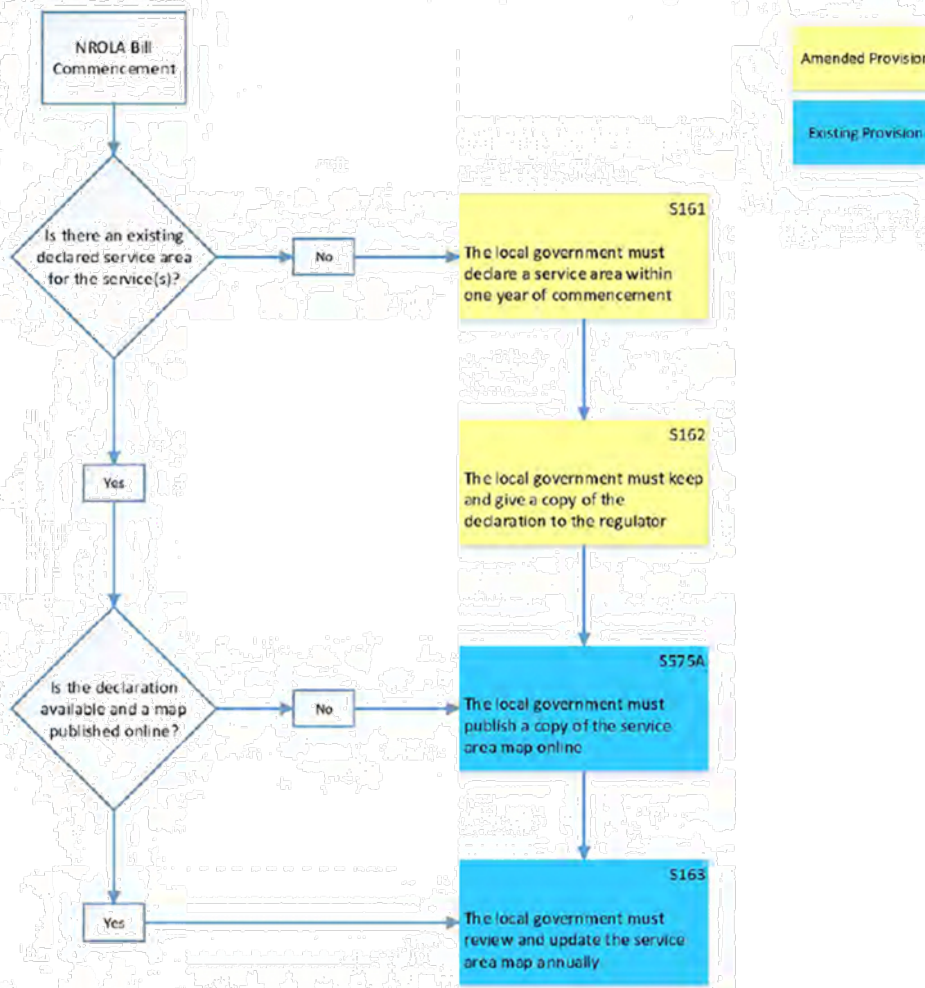 NROLA Bill
Commencement
Amended Provision
Existing Provision
Is there an existing
declared service area
for the service(s)?
No
S161
The local government must
declare a service area within
one year of commencement
S162
The local government must keep
and give a copy of the
declaration to the regulator
Yes
Is the declaration
available and a map
published online?
No
S575A
The local government must
publish a copy of the service
area map online
Yes
S163
The local government must
review and update the service
area map annually